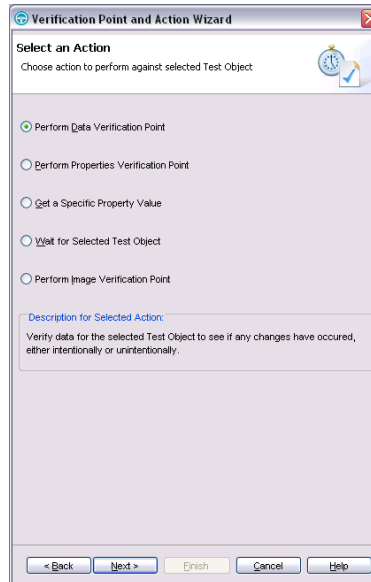 Verification Point and Action Wizard
Select an Action
Choose action to perform against selected Test Object
Perform Data Verification Point
Perform Properties Verification Point
Get a Specific Property Value
Wait for Selected Test Object
Perform Image Verification Point
Description for Selected Action:
Verify data for the selected Test Object to see if any changes have occured,
either intentionally or unintentionally.
< Back Next > Finish Cancel Help